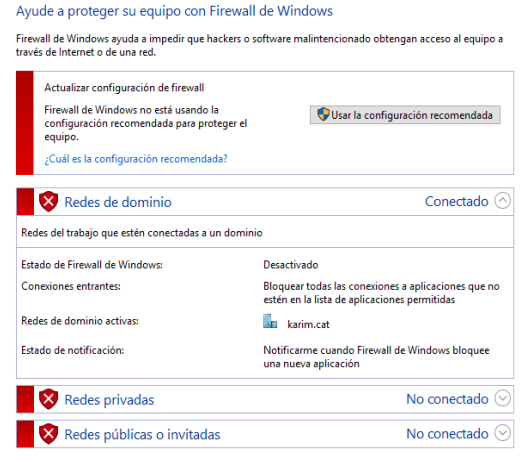 Ayude a proteger su equipo con Firewall de Windows
Firewall de Windows ayuda a impedir que hackers o software malintencionado obtengan acceso al equipo a
través de Internet o de una red.
Actualizar configuración de firewall
Firewall de Windows no está usando la
configuración recomendada para proteger el
equipo.
Usar la configuración recomendada
¿Cuál es la configuración recomendada?
Redes de dominio Conectado
Redes del trabajo que estén conectadas a un dominio
Estado de Firewall de Windows: Desactivado
Conexiones entrantes: Bloquear todas las conexiones a aplicaciones que no
estén en la lista de aplicaciones permitidas
Redes de dominio activas: karim.cat
Estado de notificación: Notificarme cuando Firewall de Windows bloquee
una nueva aplicación
Redes privadas No conectado
Redes públicas o invitadas No conectado